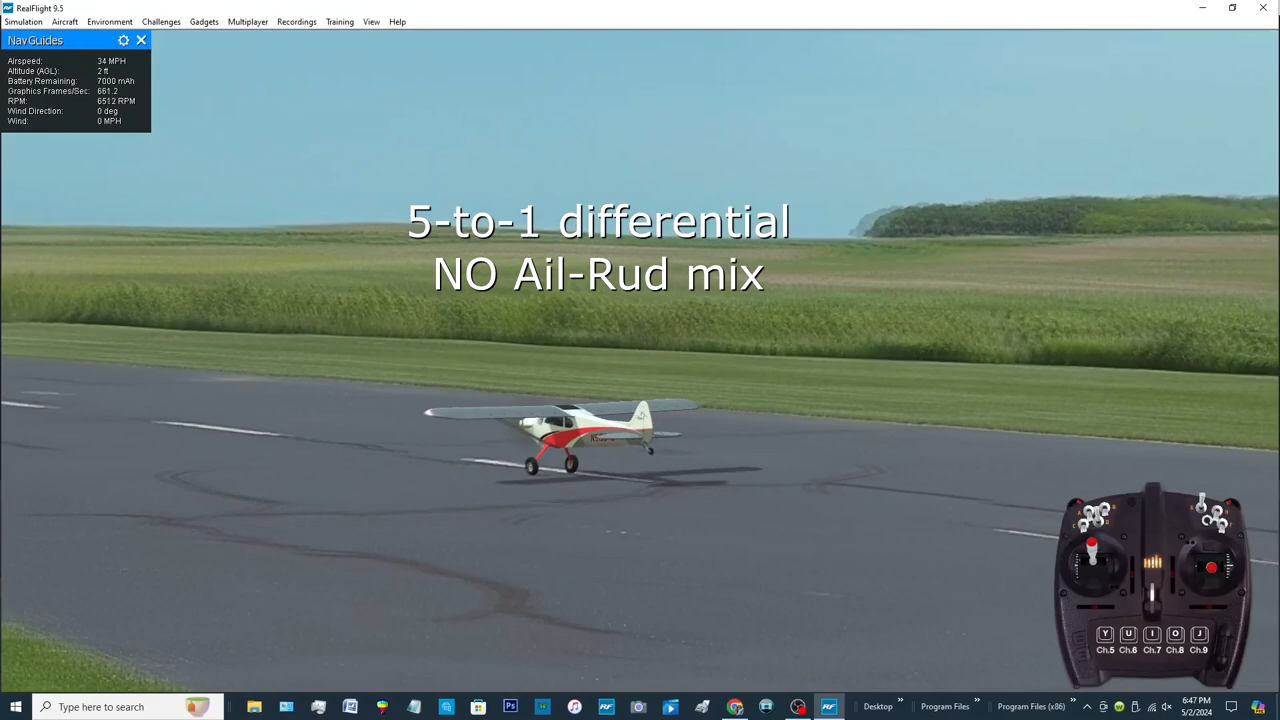 RealFlight 9.5
Simulation Aircraft Environment Challenges Gadgets Multiplayer Recordings Training View Help
NavGuides
Airspeed: 34 MPH
Altitude (AGL): 2 ft
Battery Remaining: 7000 mAh
Graphics Frames/Sec: 661.2
RPM: 6512 RPM
Wind Direction: 0 deg
Wind: 0 MPH
5-to-1 differential
NO Ail-Rud mix
Y U I O J
Ch.5 Ch.6 Ch.7 Ch.8 Ch.9
Type here to search
Desktop
Program Files
Program Files (x86)
6:47 PM
5/2/2024